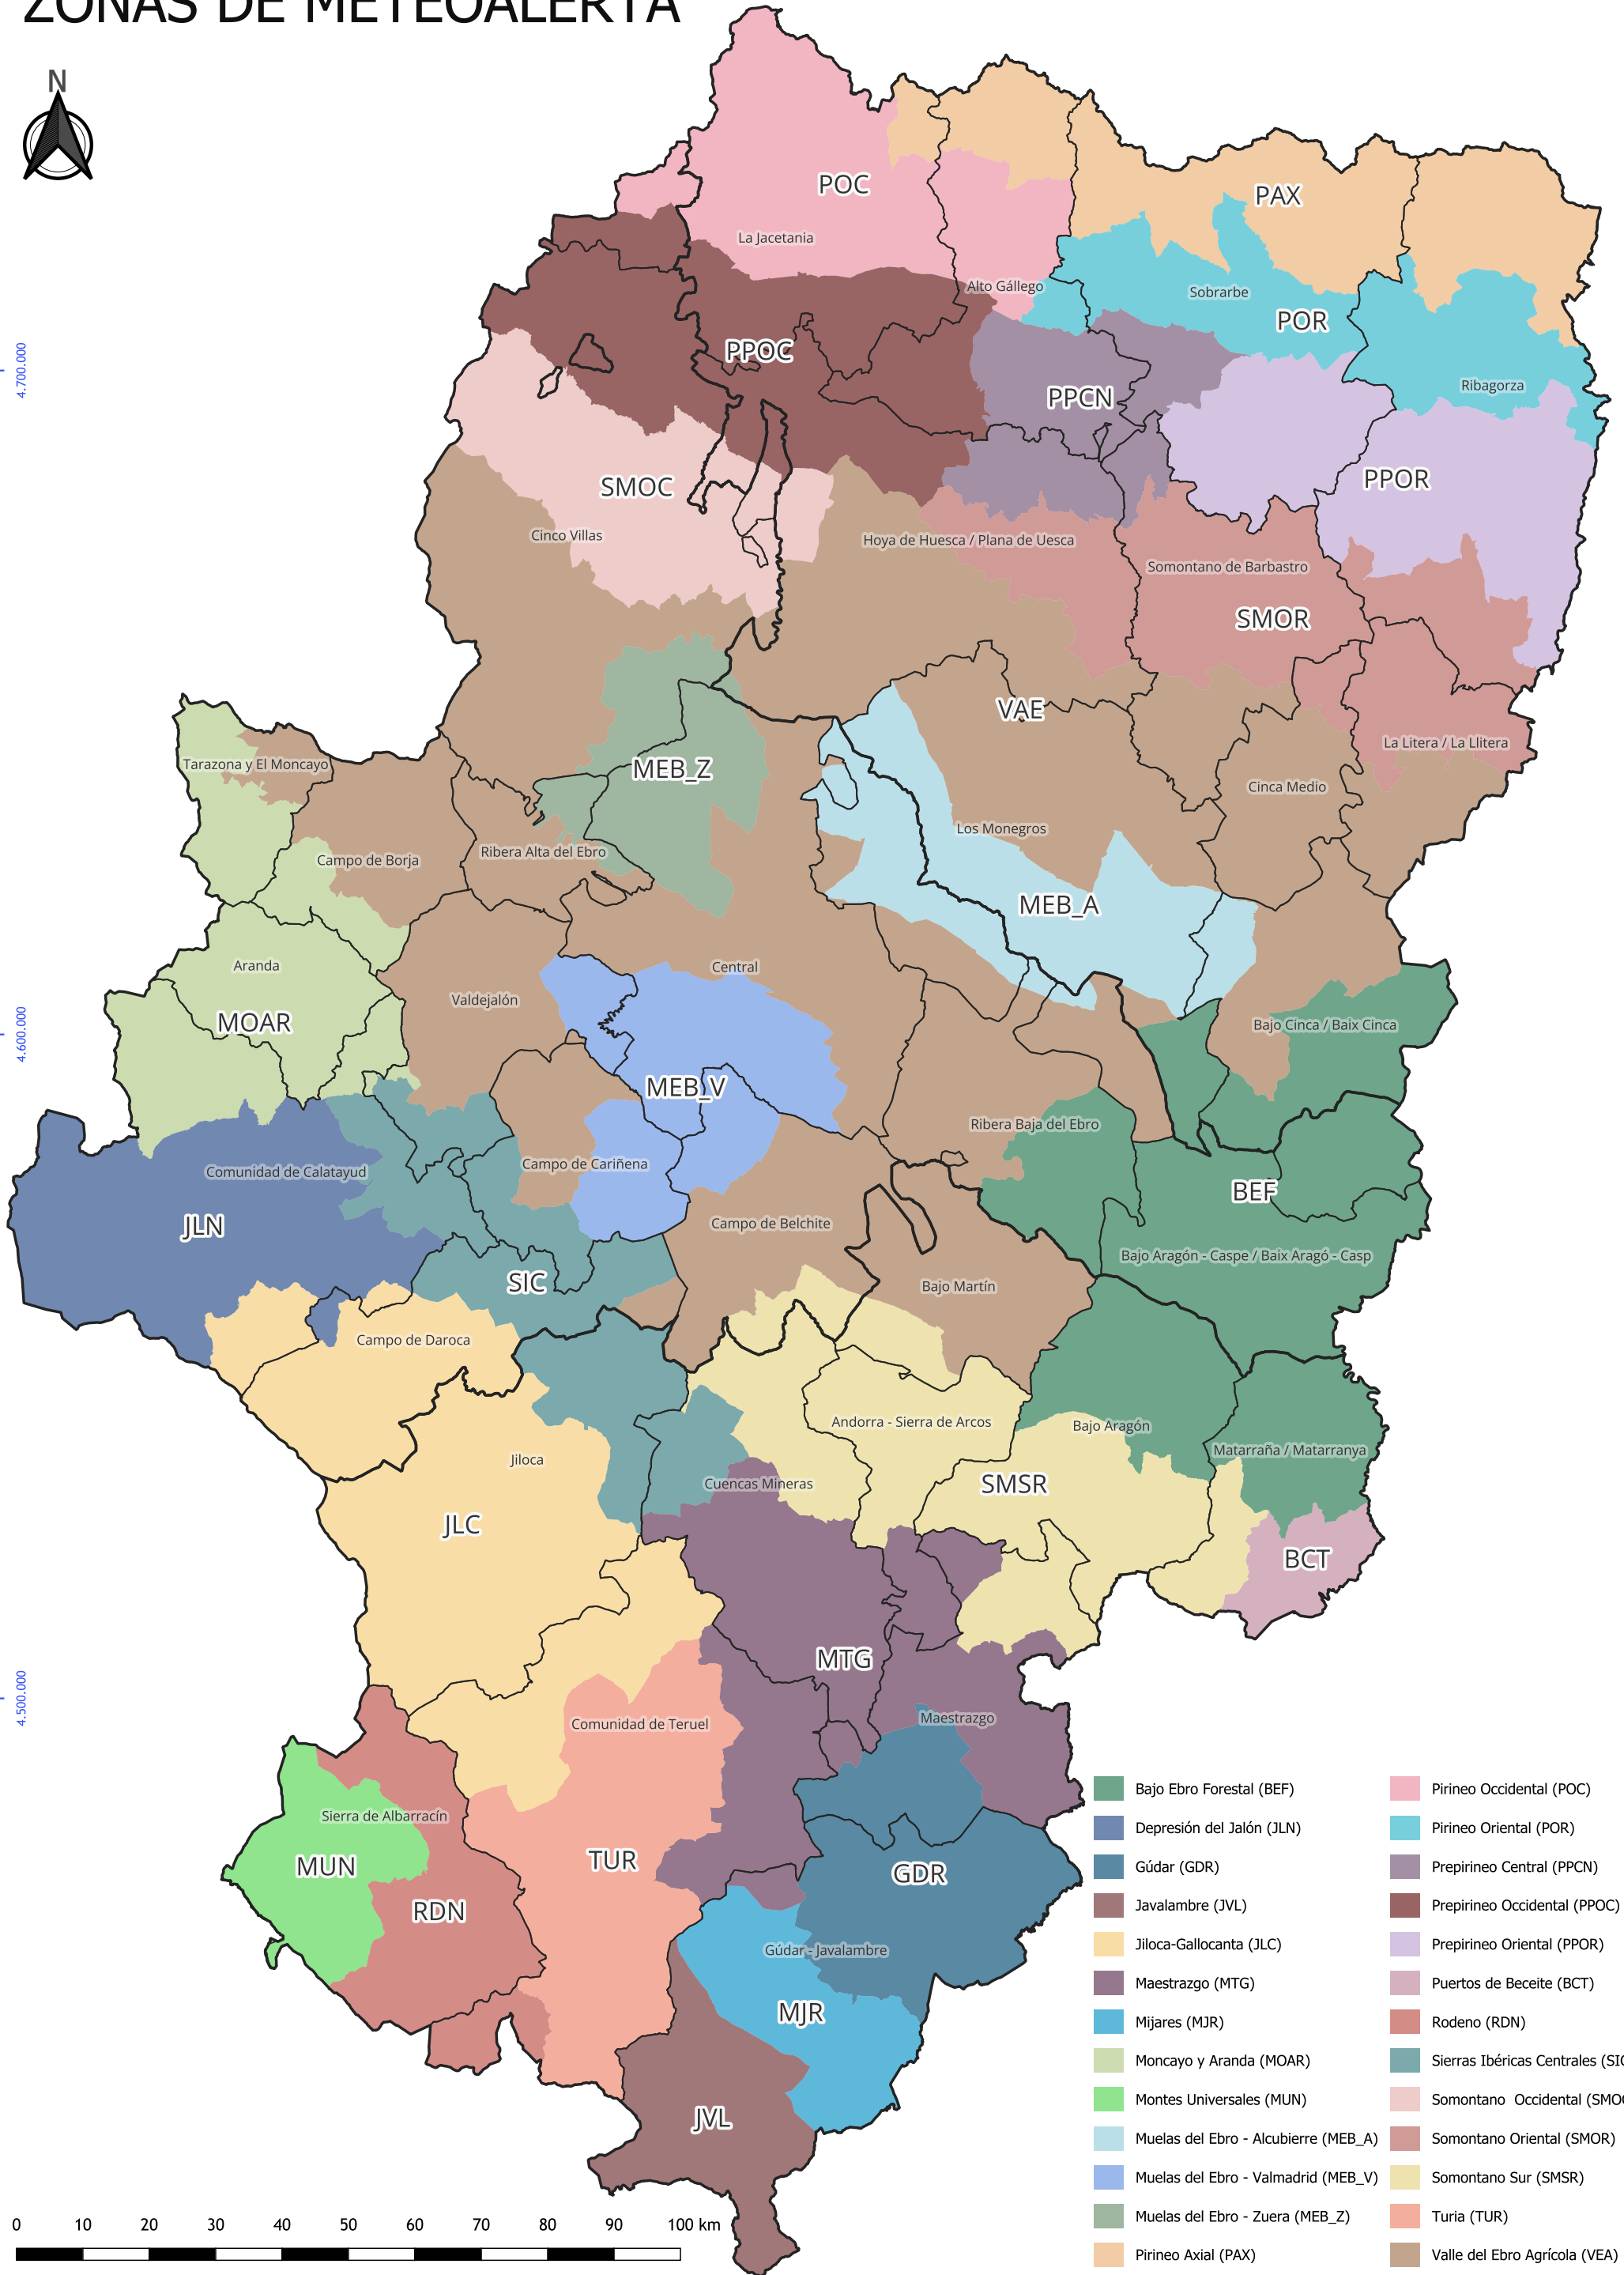 ZONAS DE METEOALERTA
N
4.700.000
4.600.000
4.500.000
POC
La Jacetania
PAX
Alto Gállego
Sobrarbe
POR
PPOC
PPCN
Ribagorza
SMOC
PPOR
Cinco Villas
Hoya de Huesca / Plana de Uesca
Somontano de Barbastro
SMOR
VAE
La Litera / La Llitera
Tarazona y El Moncayo
MEB_Z
Cinca Medio
Los Monegros
Campo de Borja
Ribera Alta del Ebro
MEB_A
Aranda
Central
Valdejalón
MOAR
Bajo Cinca / Baix Cinca
MEB_V
Ribera Baja del Ebro
Comunidad de Calatayud
Campo de Cariñena
BEF
JLN
Campo de Belchite
Bajo Aragón - Caspe / Baix Aragó - Casp
SIC
Bajo Martín
Campo de Daroca
Andorra - Sierra de Arcos
Bajo Aragón
Matarraña / Matarranya
Jiloca
Cuencas Mineras
SMSR
JLC
BCT
MTG
Maestrazgo
Comunidad de Teruel
Sierra de Albarracín
MUN
TUR
GDR
RDN
Gúdar - Javalambre
MJR
JVL
Bajo Ebro Forestal (BEF)
Depresión del Jalón (JLN)
Gúdar (GDR)
Javalambre (JVL)
Jiloca-Gallocanta (JLC)
Maestrazgo (MTG)
Mijares (MJR)
Moncayo y Aranda (MOAR)
Montes Universales (MUN)
Muelas del Ebro - Alcubierre (MEB_A)
Muelas del Ebro - Valmadrid (MEB_V)
Muelas del Ebro - Zuera (MEB_Z)
Pirineo Axial (PAX)
Pirineo Occidental (POC)
Pirineo Oriental (POR)
Prepirineo Central (PPCN)
Prepirineo Occidental (PPOC)
Prepirineo Oriental (PPOR)
Puertos de Beceite (BCT)
Rodeno (RDN)
Sierras Ibéricas Centrales (SIC
Somontano Occidental (SMOC
Somontano Oriental (SMOR)
Somontano Sur (SMSR)
Turia (TUR)
Valle del Ebro Agrícola (VEA)
0 10 20 30 40 50 60 70 80 90 100 km